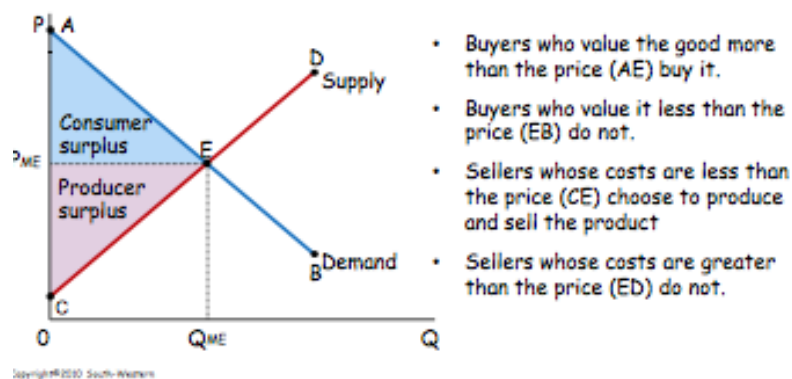 P A
D
Supply
Consumer
surplus
E
PME
Producer
surplus
Demand
B
C
0 QME Q
• Buyers who value the good more
than the price (AE) buy it.
• Buyers who value it less than the
price (EB) do not.
• Sellers whose costs are less than
the price (CE) choose to produce
and sell the product
• Sellers whose costs are greater
than the price (ED) do not.
Copyright©2010 South-Western